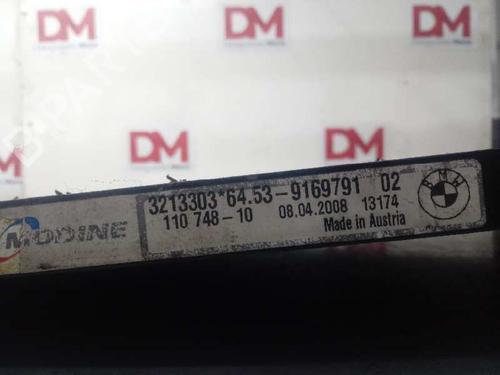 DM
DM
DM
DM
DM
DM
3213303*64.53-9169791 02
110 748-10 08.04.2008 13174
Made in Austria
MODINE
BMW